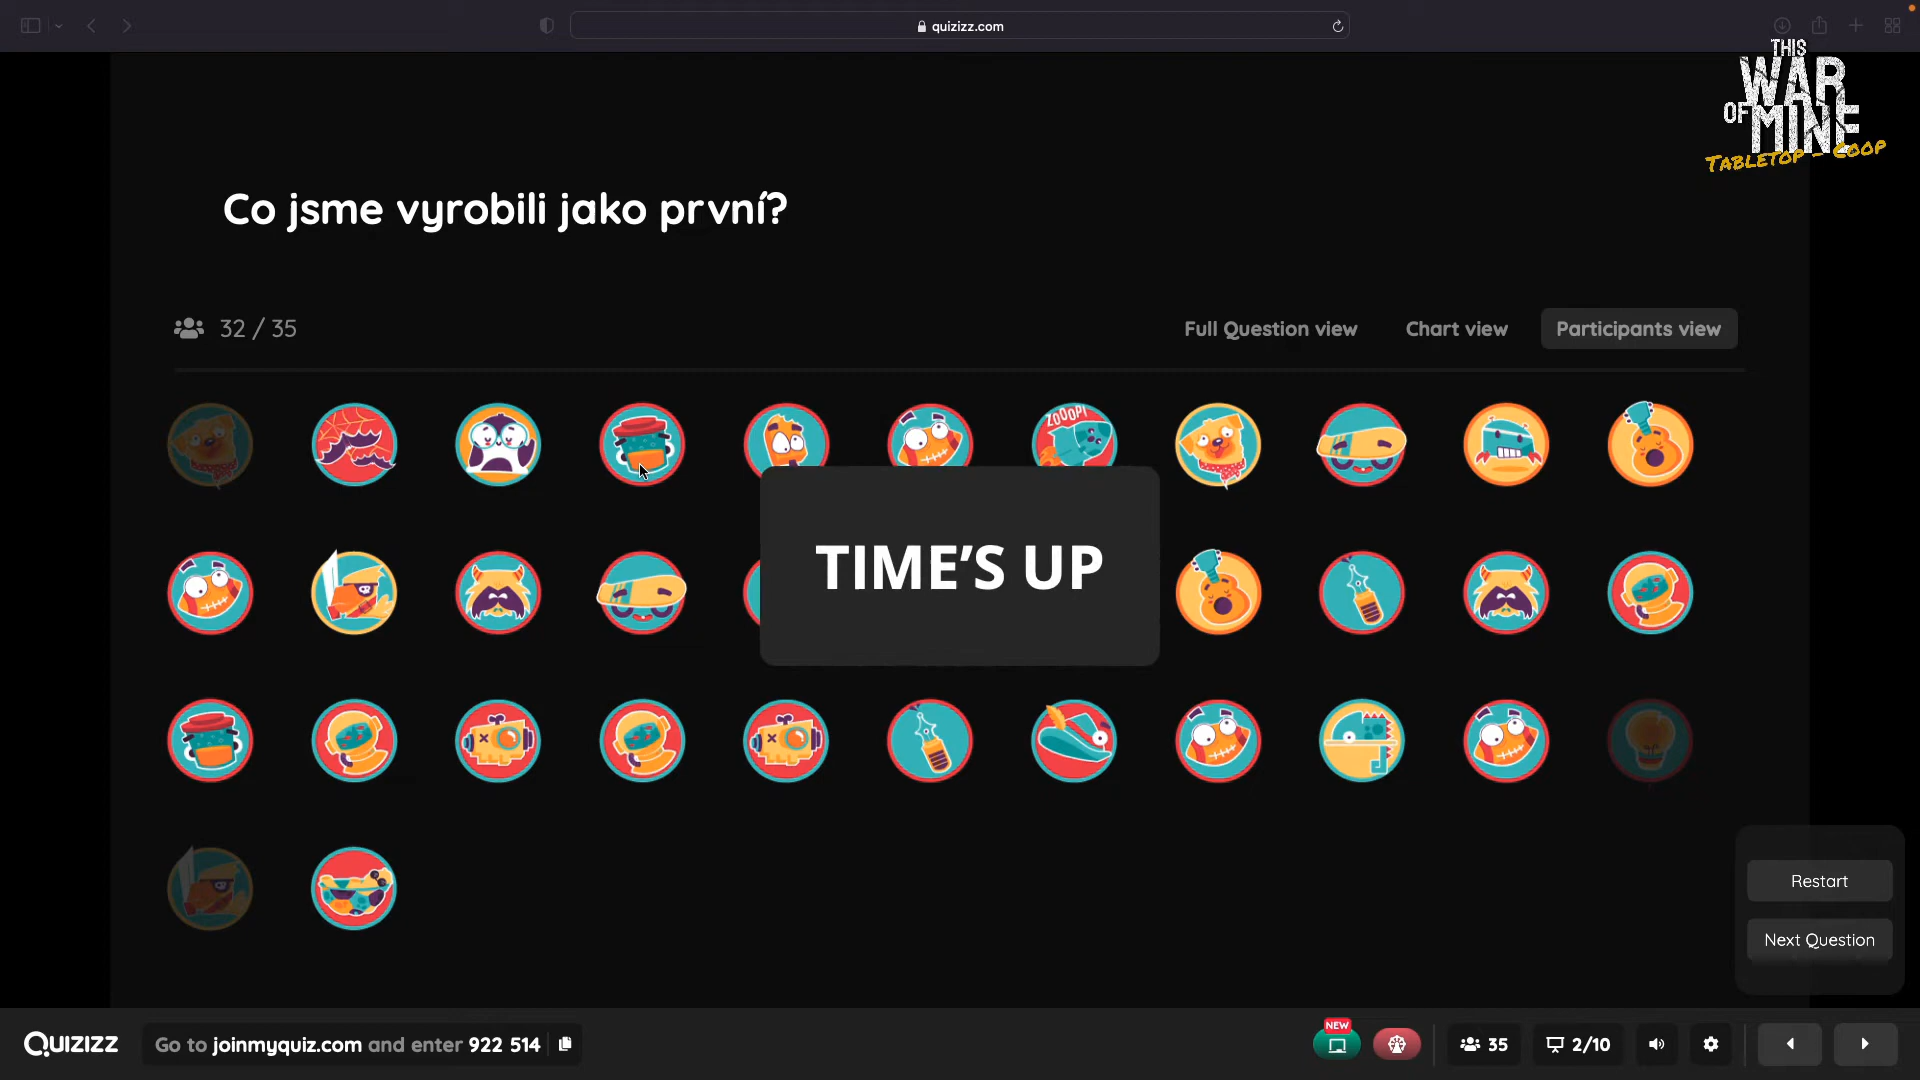 quizizz.com
THIS
WAR
OF MINE
Tabletop - Coop
Co jsme vyrobili jako první?
32 / 35
Full Question view
Chart view
Participants view
ZOOOP!
TIME'S UP
Restart
Next Question
Quizizz
Go to joinmyquiz.com and enter 922 514
NEW
35
2/10